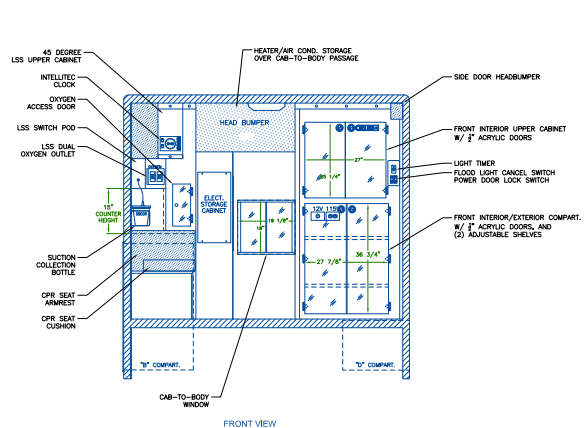 45 DEGREE
LSS UPPER CABINET
INTELLITEC
CLOCK
OXYGEN
ACCESS DOOR
LSS SWITCH POD
LSS DUAL
OXYGEN OUTLET
15"
COUNTER
HEIGHT
SUCTION
COLLECTION
BOTTLE
CPR SEAT
ARMREST
CPR SEAT
CUSHION
HEATER/AIR COND. STORAGE
OVER CAB-TO-BODY PASSAGE
HEAD BUMPER
ELECT.
STORAGE
CABINET
19 1/8"
27"
12V 115V
27 7/8"
36 3/4"
"B" COMPART.
"D" COMPART.
CAB-TO-BODY
WINDOW
SIDE DOOR HEADBUMPER
FRONT INTERIOR UPPER CABINET
W/ ½" ACRYLIC DOORS
LIGHT TIMER
FLOOD LIGHT CANCEL SWITCH
POWER DOOR LOCK SWITCH
FRONT INTERIOR/EXTERIOR COMPART.
W/ ½" ACRYLIC DOORS, AND
(2) ADJUSTABLE SHELVES
FRONT VIEW